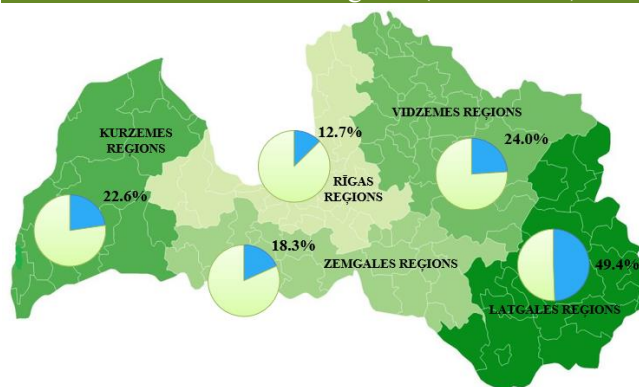 KURZEMES
REĢIONS
22.6%
12.7%
RĪGAS
REĢIONS
VIDZEMES REĢIONS
24.0%
18.3%
ZEMGALES REĢIONS
49.4%
LATGALES REĢIONS